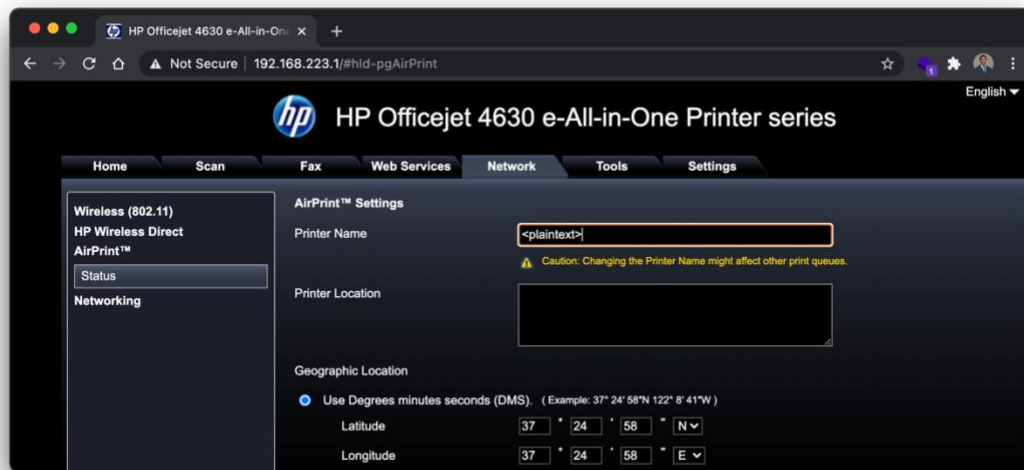 HP Officejet 4630 e-All-in-On
Not Secure | 192.168.223.1/#hId-pgAirPrint
1
English
hp HP Officejet 4630 e-All-in-One Printer series
Home Scan Fax Web Services Network Tools Settings
Wireless (802.11)
HP Wireless Direct
AirPrint™
Status
Networking
AirPrint™ Settings
Printer Name <plaintext>
Caution: Changing the Printer Name might affect other print queues.
Printer Location
Geographic Location
Use Degrees minutes seconds (DMS). ( Example: 37° 24' 58"N 122° 8' 41"W )
Latitude 37 ° 24 ' 58 " N
Longitude 37 ° 24 ' 58 " E